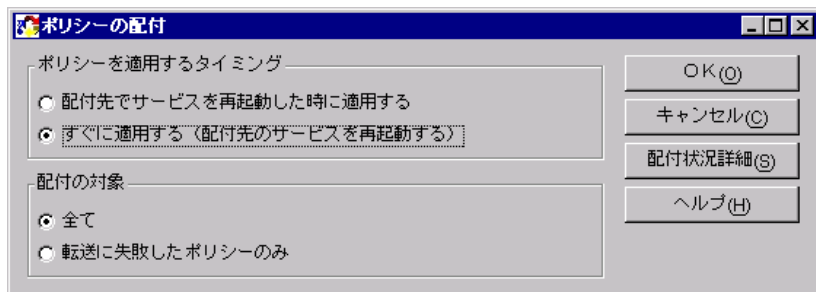 ポリシーの配付
ポリシーを適用するタイミング
配付先でサービスを再起動した時に適用する
すぐに適用する（配付先のサービスを再起動する）
配付の対象
全て
転送に失敗したポリシーのみ
ＯＫ(O)
キャンセル(C)
配付状況詳細(S)
ヘルプ(H)